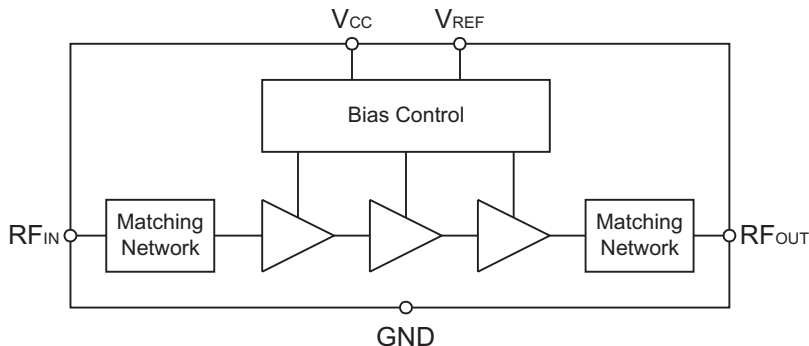 VCC VREF
Bias Control
RFIN
Matching
Network
Matching
Network
RFOUT
GND